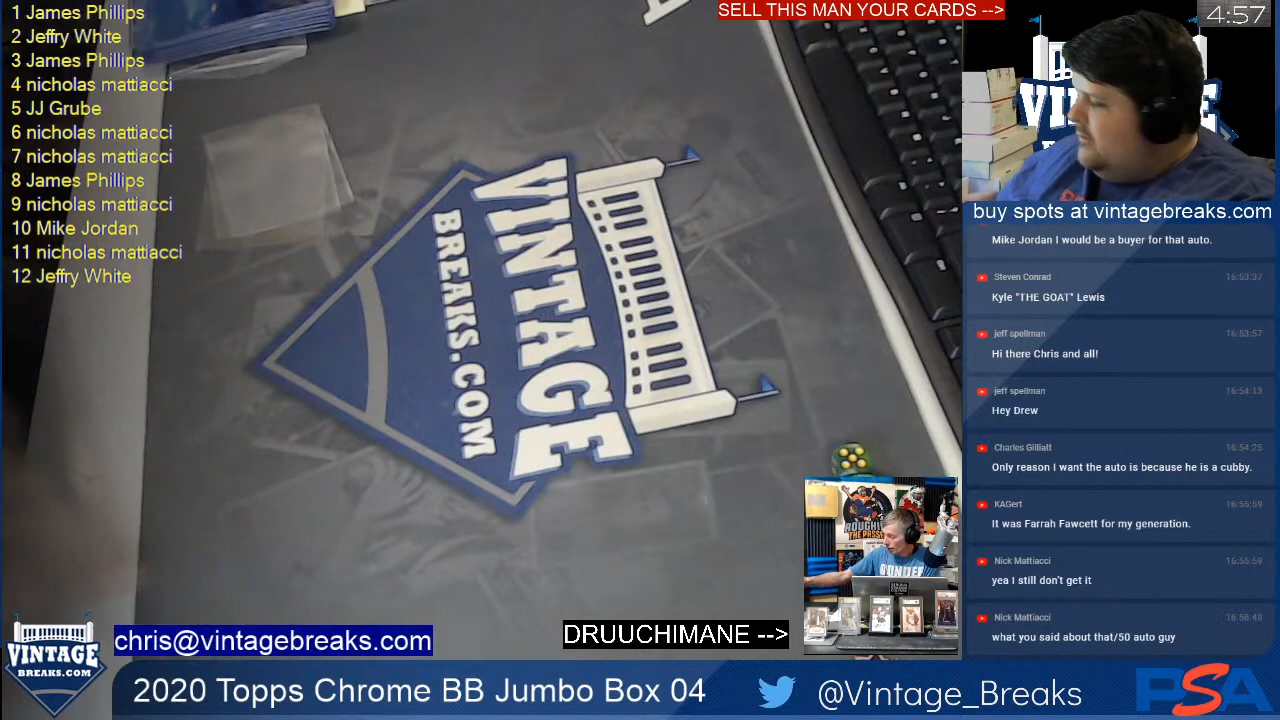 1 James Phillips
2 Jeffry White
3 James Phillips
4 nicholas mattiacci
5 JJ Grube
6 nicholas mattiacci
7 nicholas mattiacci
8 James Phillips
9 nicholas mattiacci
10 Mike Jordan
11 nicholas mattiacci
12 Jeffry White
SELL THIS MAN YOUR CARDS -->
4:57
VINTAGE
BREAKS.COM
buy spots at vintagebreaks.com
Mike Jordan I would be a buyer for that auto.
Steven Conrad 16:53:37
Kyle "THE GOAT" Lewis
jeff spellman 16:53:57
Hi there Chris and all!
jeff spellman 16:54:13
Hey Drew
Charles Gilliatt 16:54:25
Only reason I want the auto is because he is a cubby.
KAGert 16:55:59
It was Farrah Fawcett for my generation.
Nick Mattiacci 16:55:59
yea I still don't get it
Nick Mattiacci 16:56:48
what you said about that/50 auto guy
DRUUCHIMANE -->
chris@vintagebreaks.com
VINTAGE
BREAKS.COM
2020 Topps Chrome BB Jumbo Box 04
@Vintage_Breaks
PSA